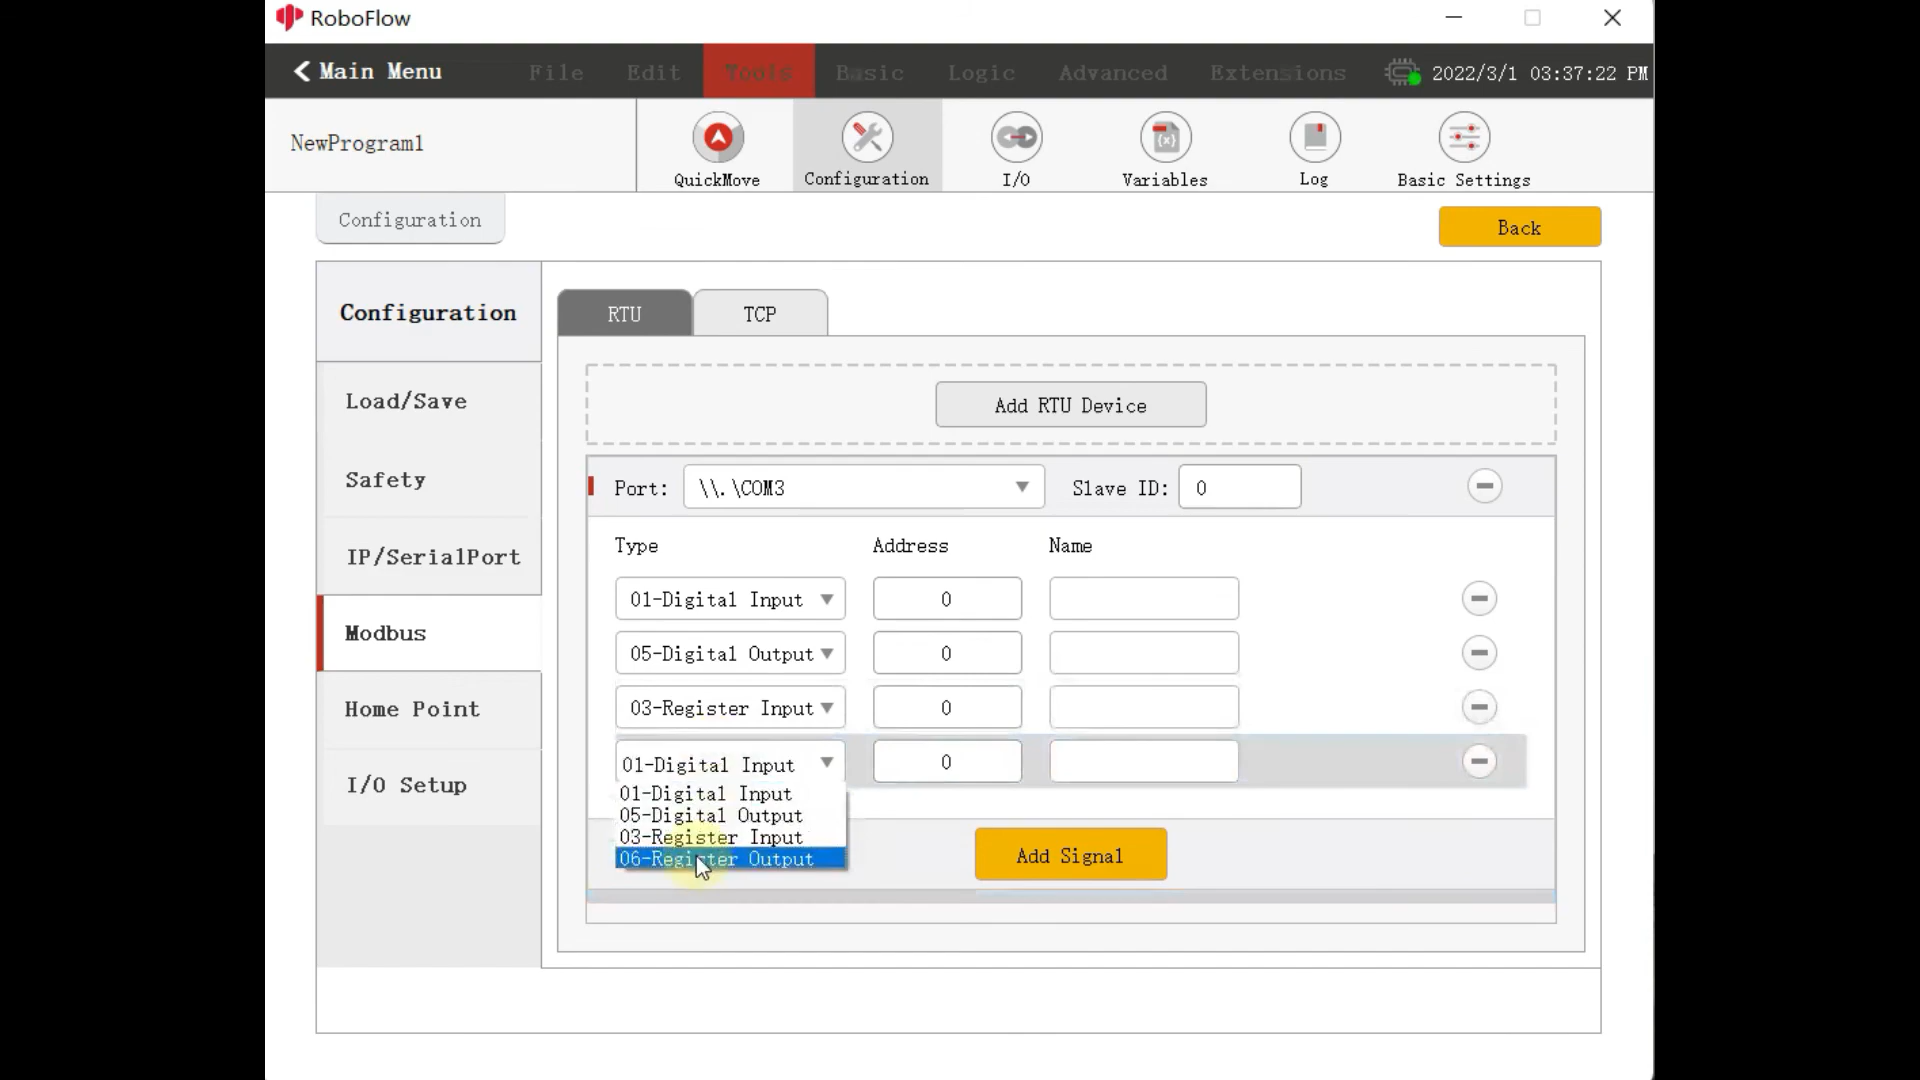 RoboFlow
Main Menu File Edit Tools Basic Logic Advanced Extensions 2022/3/1 03:37:22 PM
NewProgram1
QuickMove Configuration I/O Variables Log Basic Settings
Configuration
Back
Configuration
Load/Save
Safety
IP/SerialPort
Modbus
Home Point
I/O Setup
RTU TCP
Add RTU Device
Port: \\.\COM3 Slave ID: 0
Type Address Name
01-Digital Input 0
05-Digital Output 0
03-Register Input 0
01-Digital Input 0
01-Digital Input
05-Digital Output
03-Register Input
06-Register Output
Add Signal